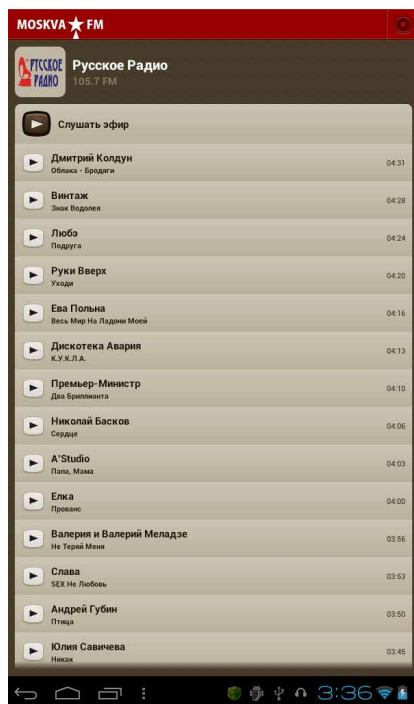 MOSKVA FM
РУССКОЕ
РАДИО
Русское Радио
105.7 FM
Слушать эфир
Дмитрий Колдун
Облака - Бродяги
04:31
Винтаж
Знак Водолея
04:28
Любэ
Подруга
04:24
Руки Вверх
Уходи
04:20
Ева Польна
Весь Мир На Ладони Моей
04:16
Дискотека Авария
К.У.К.Л.А.
04:13
Премьер-Министр
Два Бриллианта
04:10
Николай Басков
Сердце
04:06
A'Studio
Папа, Мама
04:03
Елка
Прованс
04:00
Валерия и Валерий Меладзе
Не Теряй Меня
03:56
Слава
SEX Не Любовь
03:53
Андрей Губин
Птица
03:50
Юлия Савичева
Никак
03:45
3:36